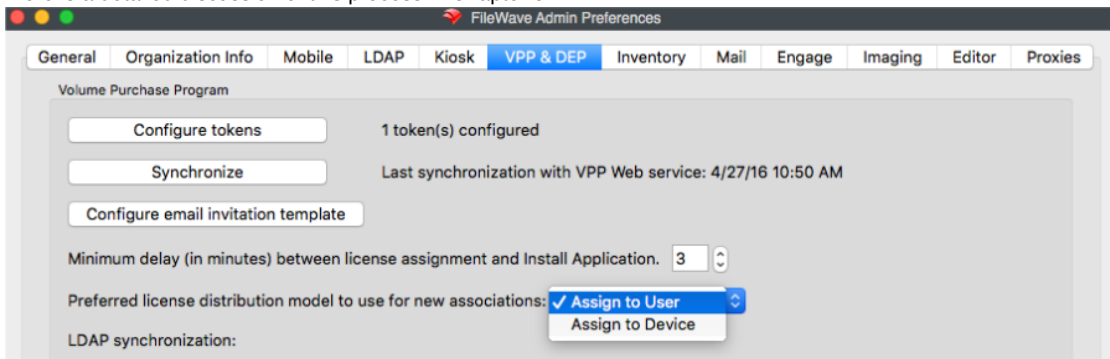 FileWave Admin Preferences
General Organization Info Mobile LDAP Kiosk VPP & DEP Inventory Mail Engage Imaging Editor Proxies
Volume Purchase Program
Configure tokens 1 token(s) configured
Synchronize Last synchronization with VPP Web service: 4/27/16 10:50 AM
Configure email invitation template
Minimum delay (in minutes) between license assignment and Install Application. 3
Preferred license distribution model to use for new associations: ✓ Assign to User
Assign to Device
LDAP synchronization: